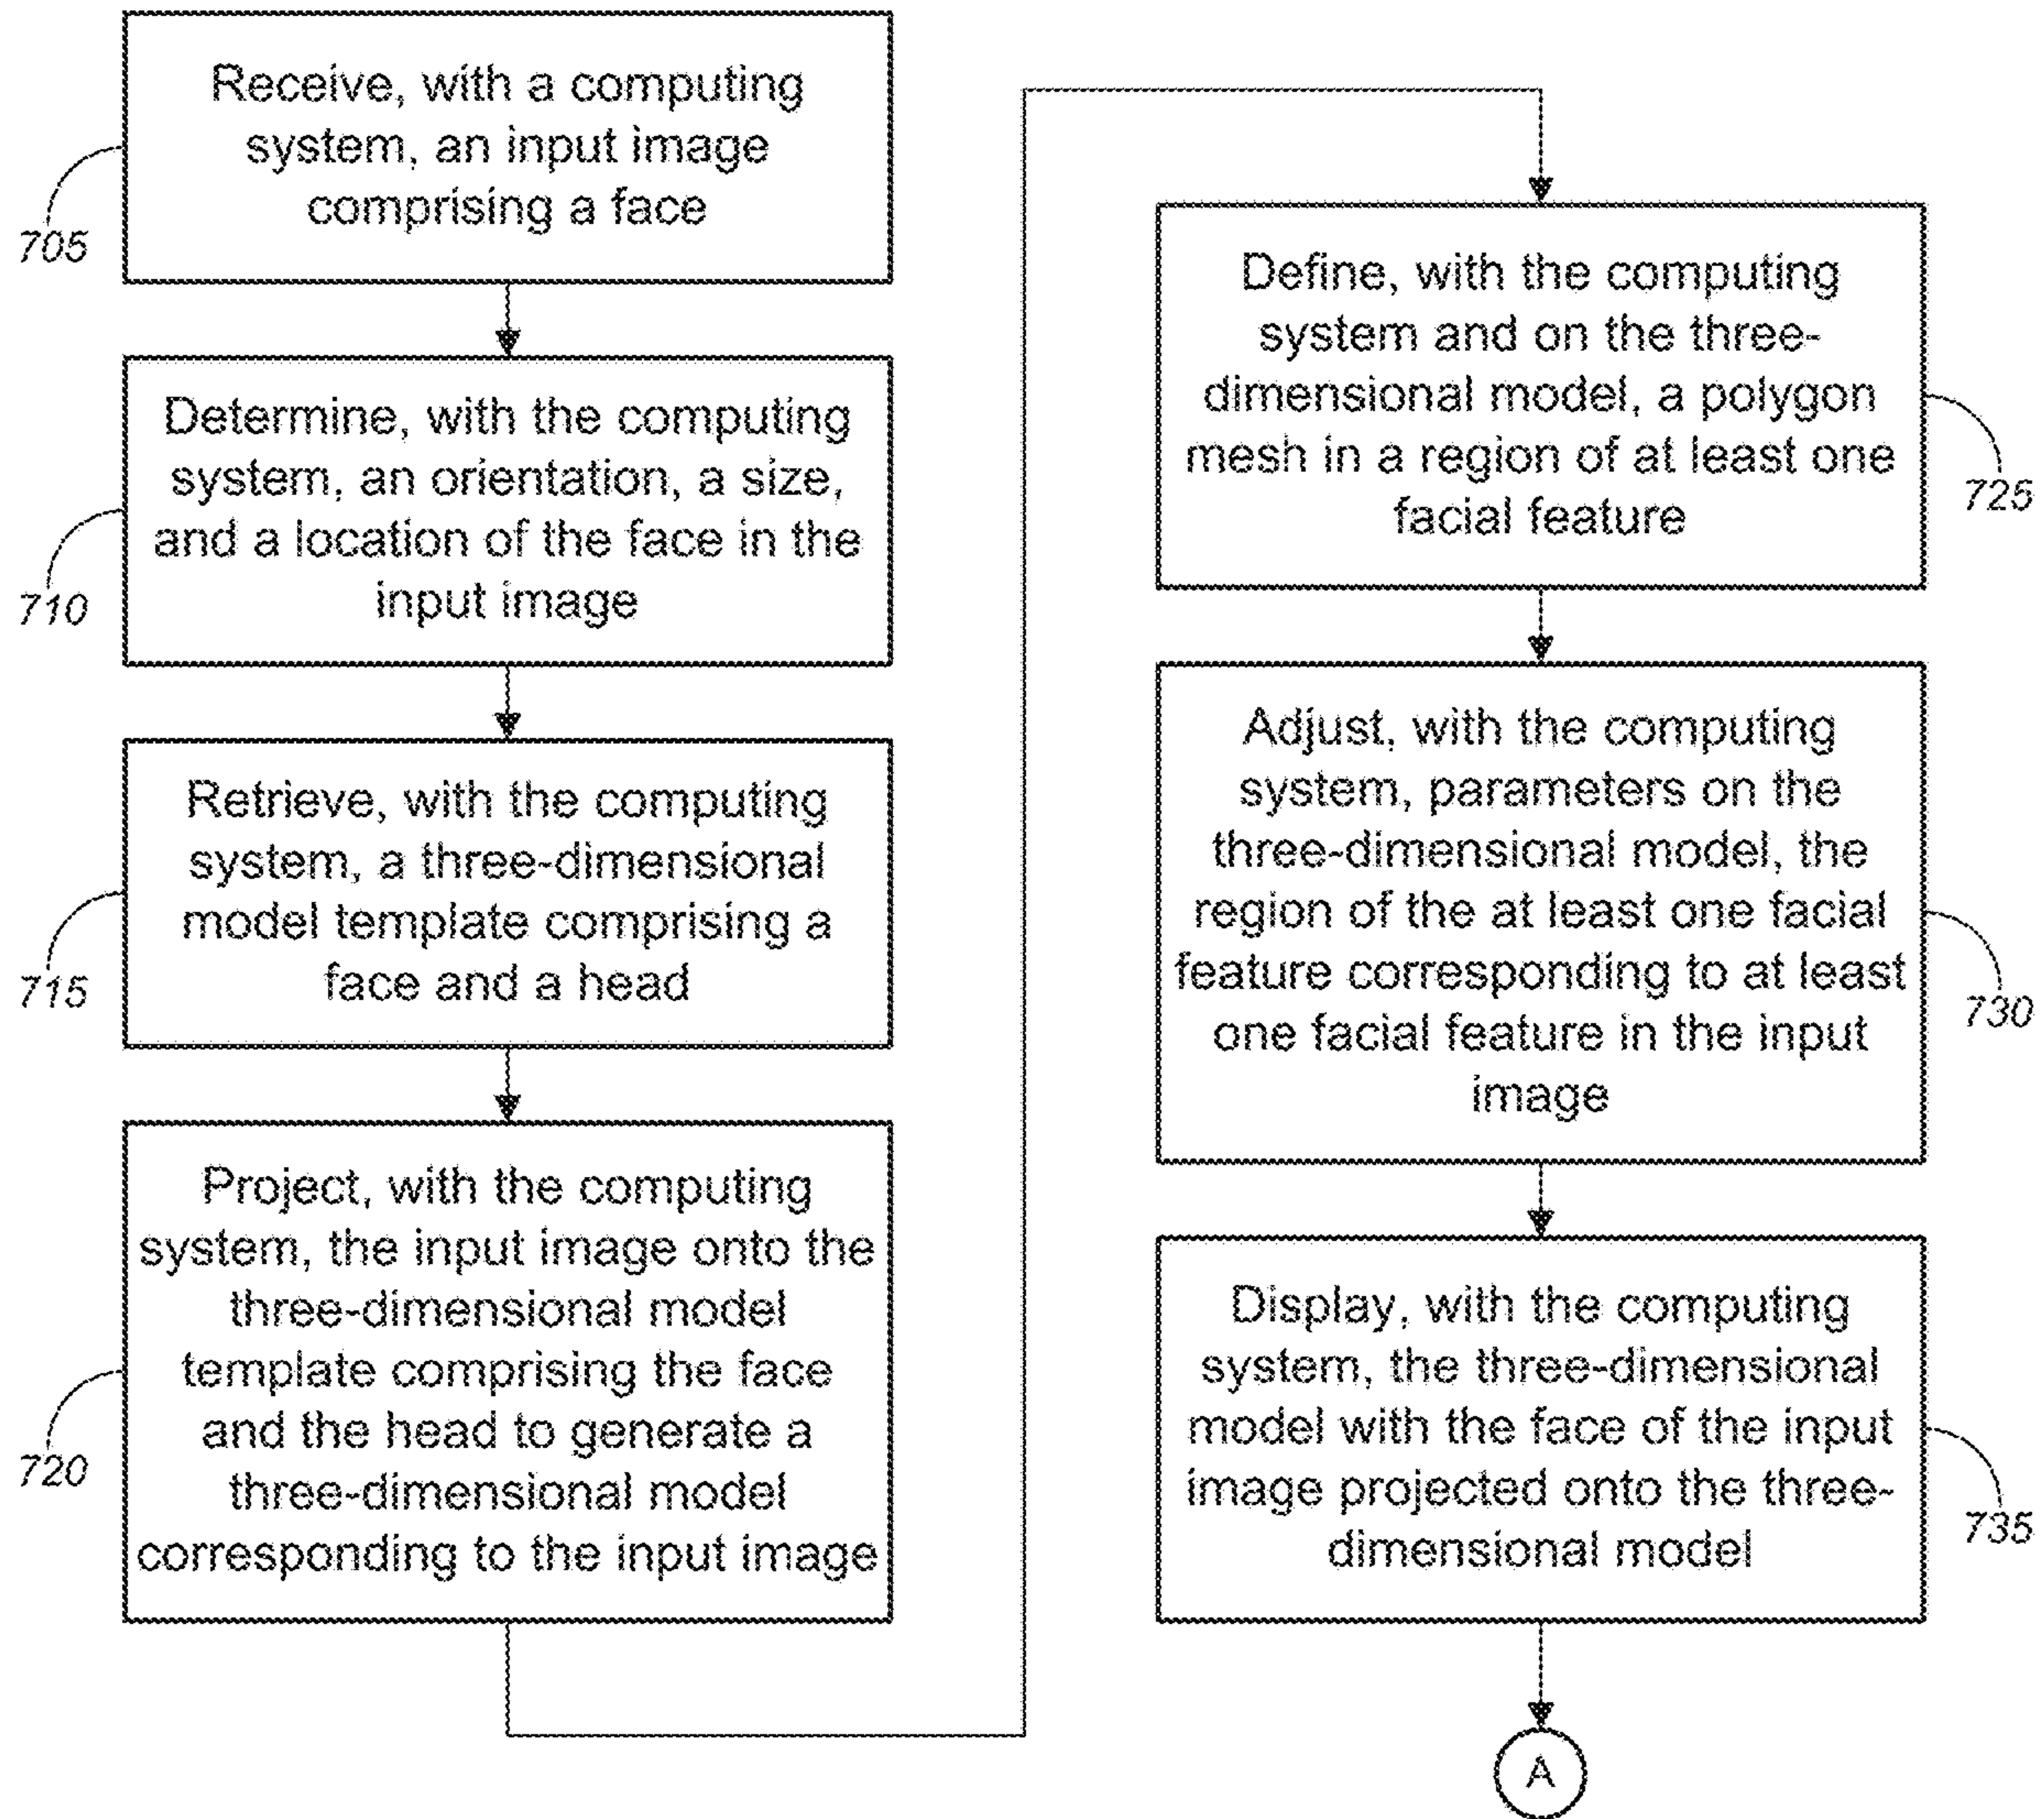 Receive, with a computing
system, an input image
comprising a face
705
Determine, with the computing
system, an orientation, a size,
and a location of the face in the
input image
710
Retrieve, with the computing
system, a three-dimensional
model template comprising a
face and a head
715
Project, with the computing
system, the input image onto the
three-dimensional model
template comprising the face
and the head to generate a
three-dimensional model
corresponding to the input image
720
Define, with the computing
system and on the three-
dimensional model, a polygon
mesh in a region of at least one
facial feature
725
Adjust, with the computing
system, parameters on the
three-dimensional model, the
region of the at least one facial
feature corresponding to at least
one facial feature in the input
image
730
Display, with the computing
system, the three-dimensional
model with the face of the input
image projected onto the three-
dimensional model
735
A